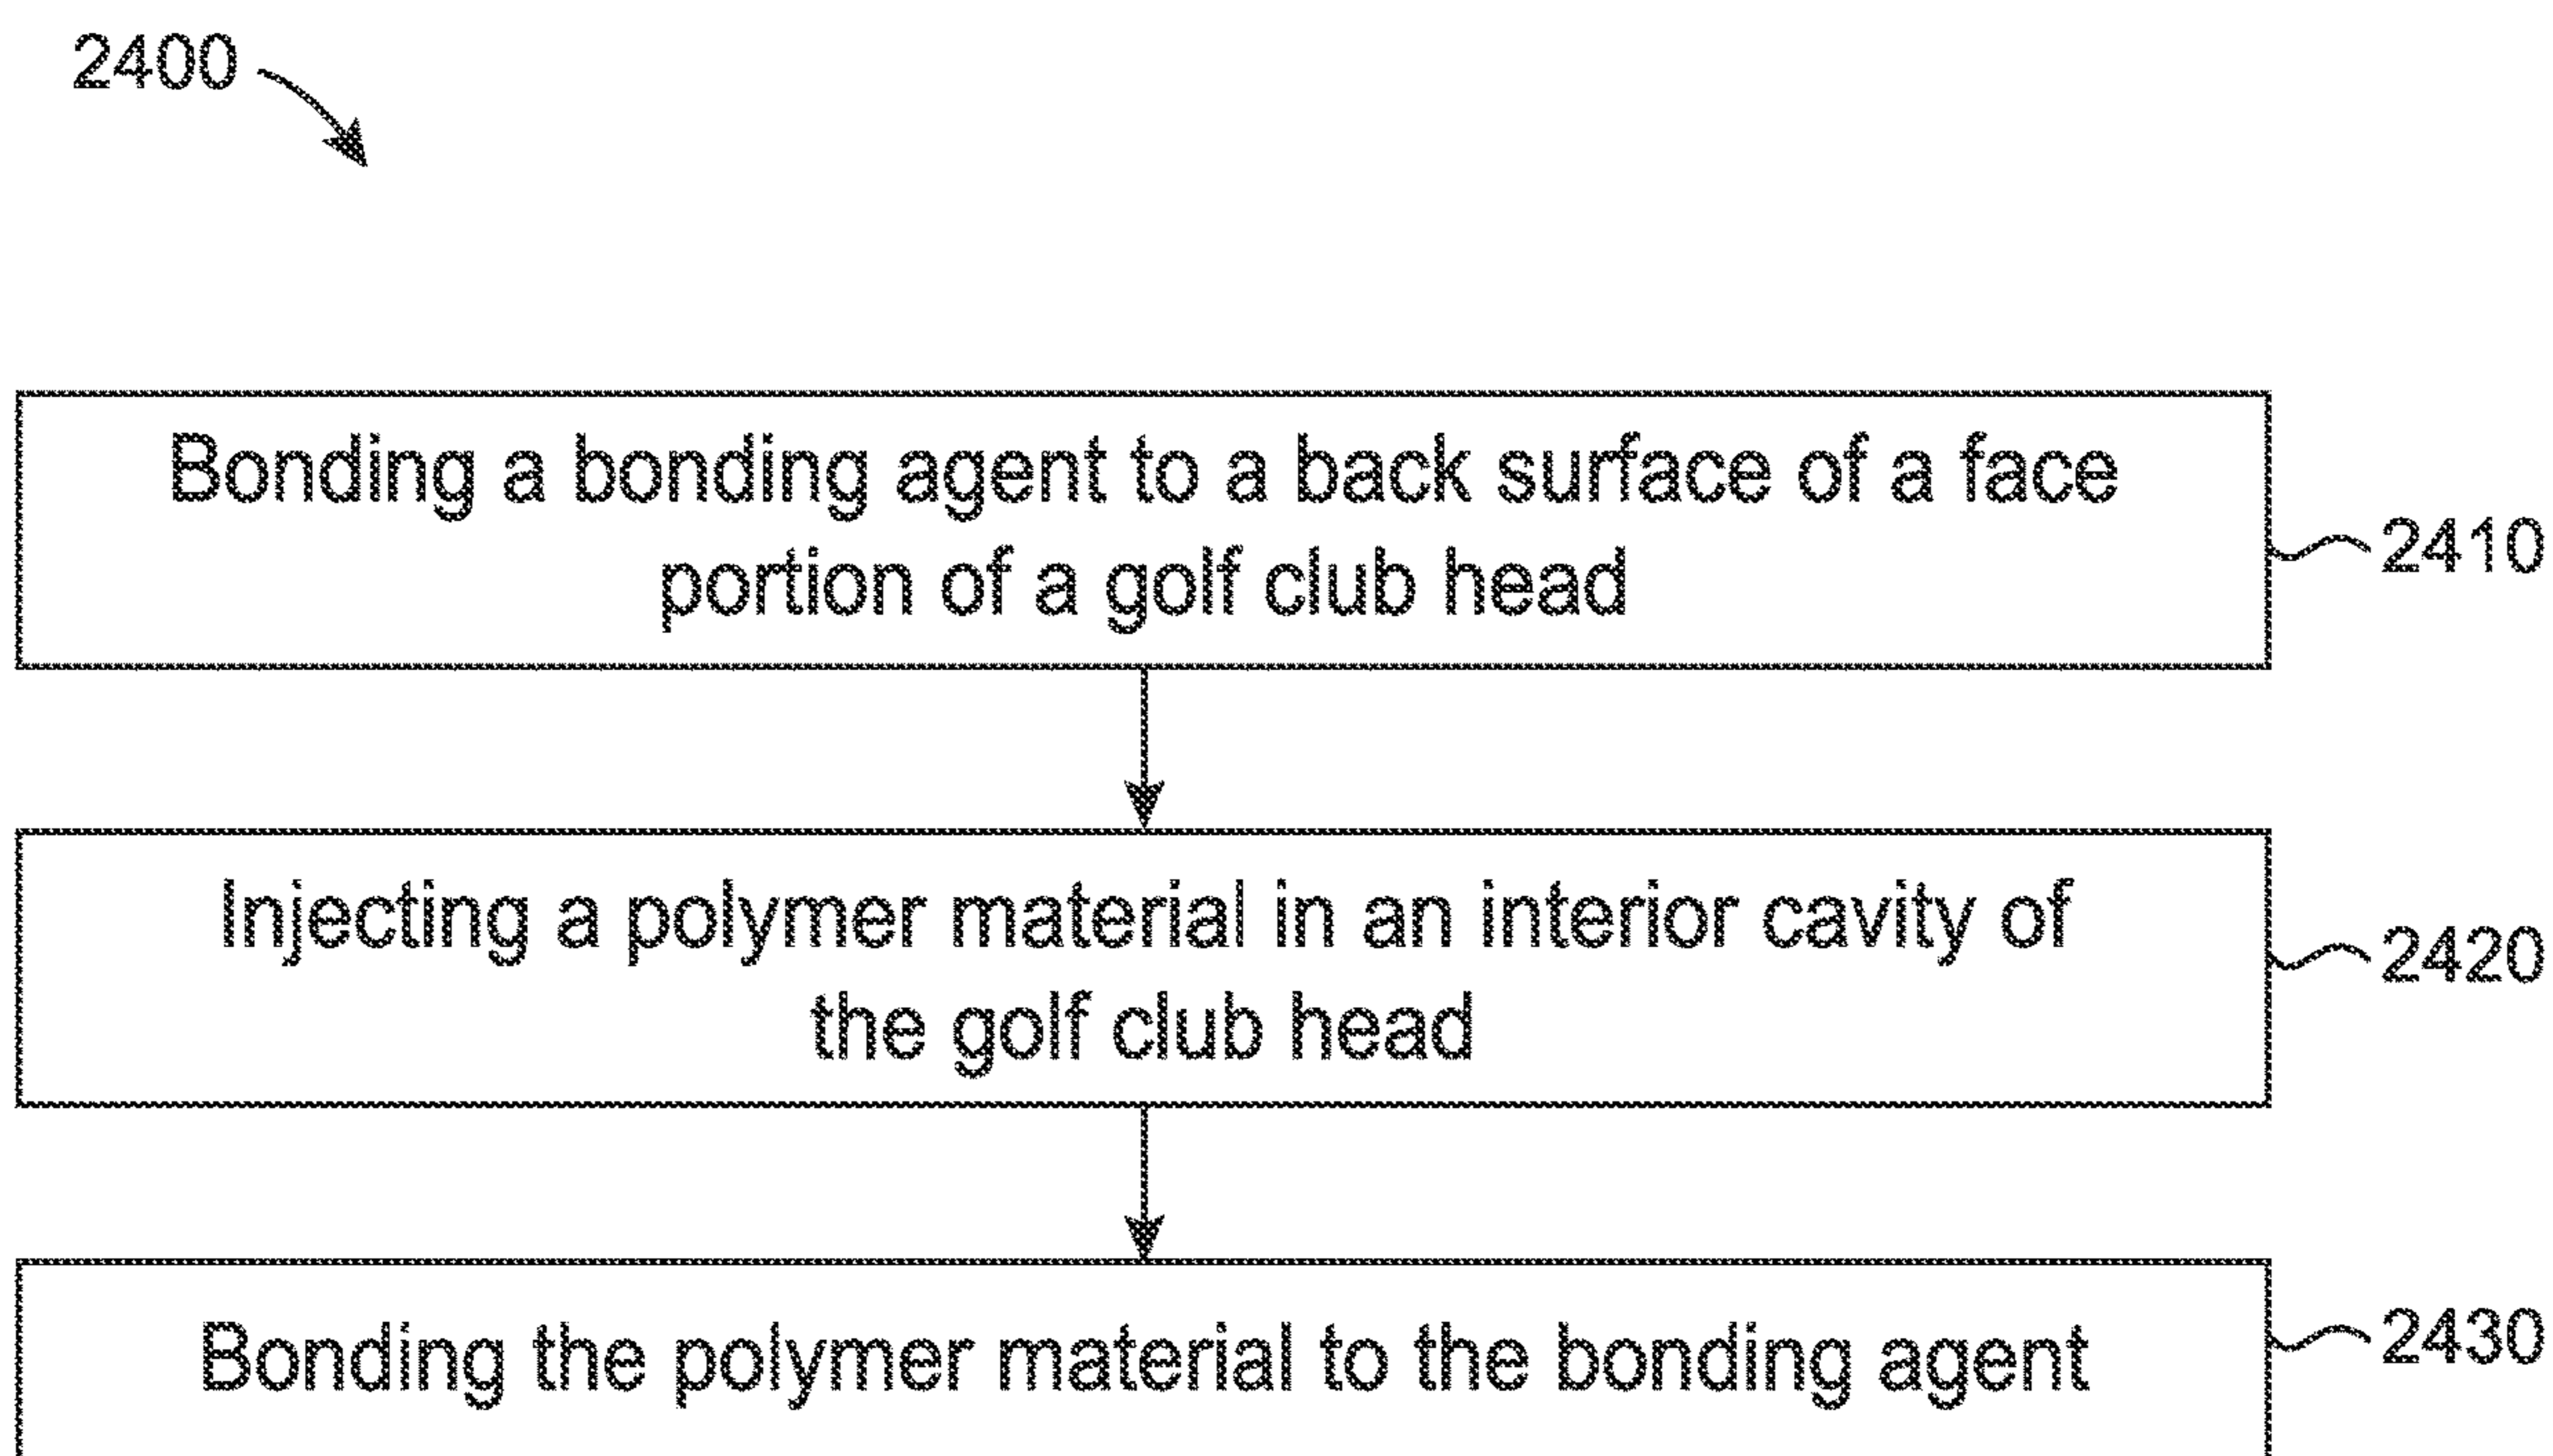 2400
Bonding a bonding agent to a back surface of a face
portion of a golf club head
2410
Injecting a polymer material in an interior cavity of
the golf club head
2420
Bonding the polymer material to the bonding agent
2430